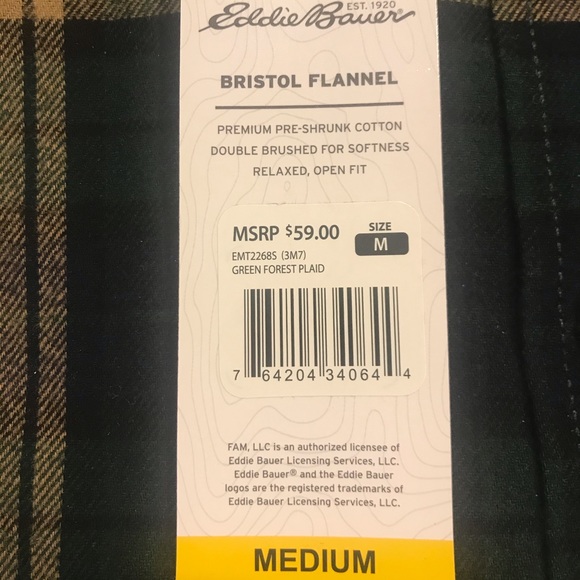 EST. 1920
Eddie Bauer®
BRISTOL FLANNEL
PREMIUM PRE-SHRUNK COTTON
DOUBLE BRUSHED FOR SOFTNESS
RELAXED, OPEN FIT
MSRP $59.00
SIZE
M
EMT2268S (3M7)
GREEN FOREST PLAID
7 64204 34064 4
FAM, LLC is an authorized licensee of
Eddie Bauer Licensing Services, LLC.
Eddie Bauer® and the Eddie Bauer
logos are the registered trademarks of
Eddie Bauer Licensing Services, LLC.
MEDIUM